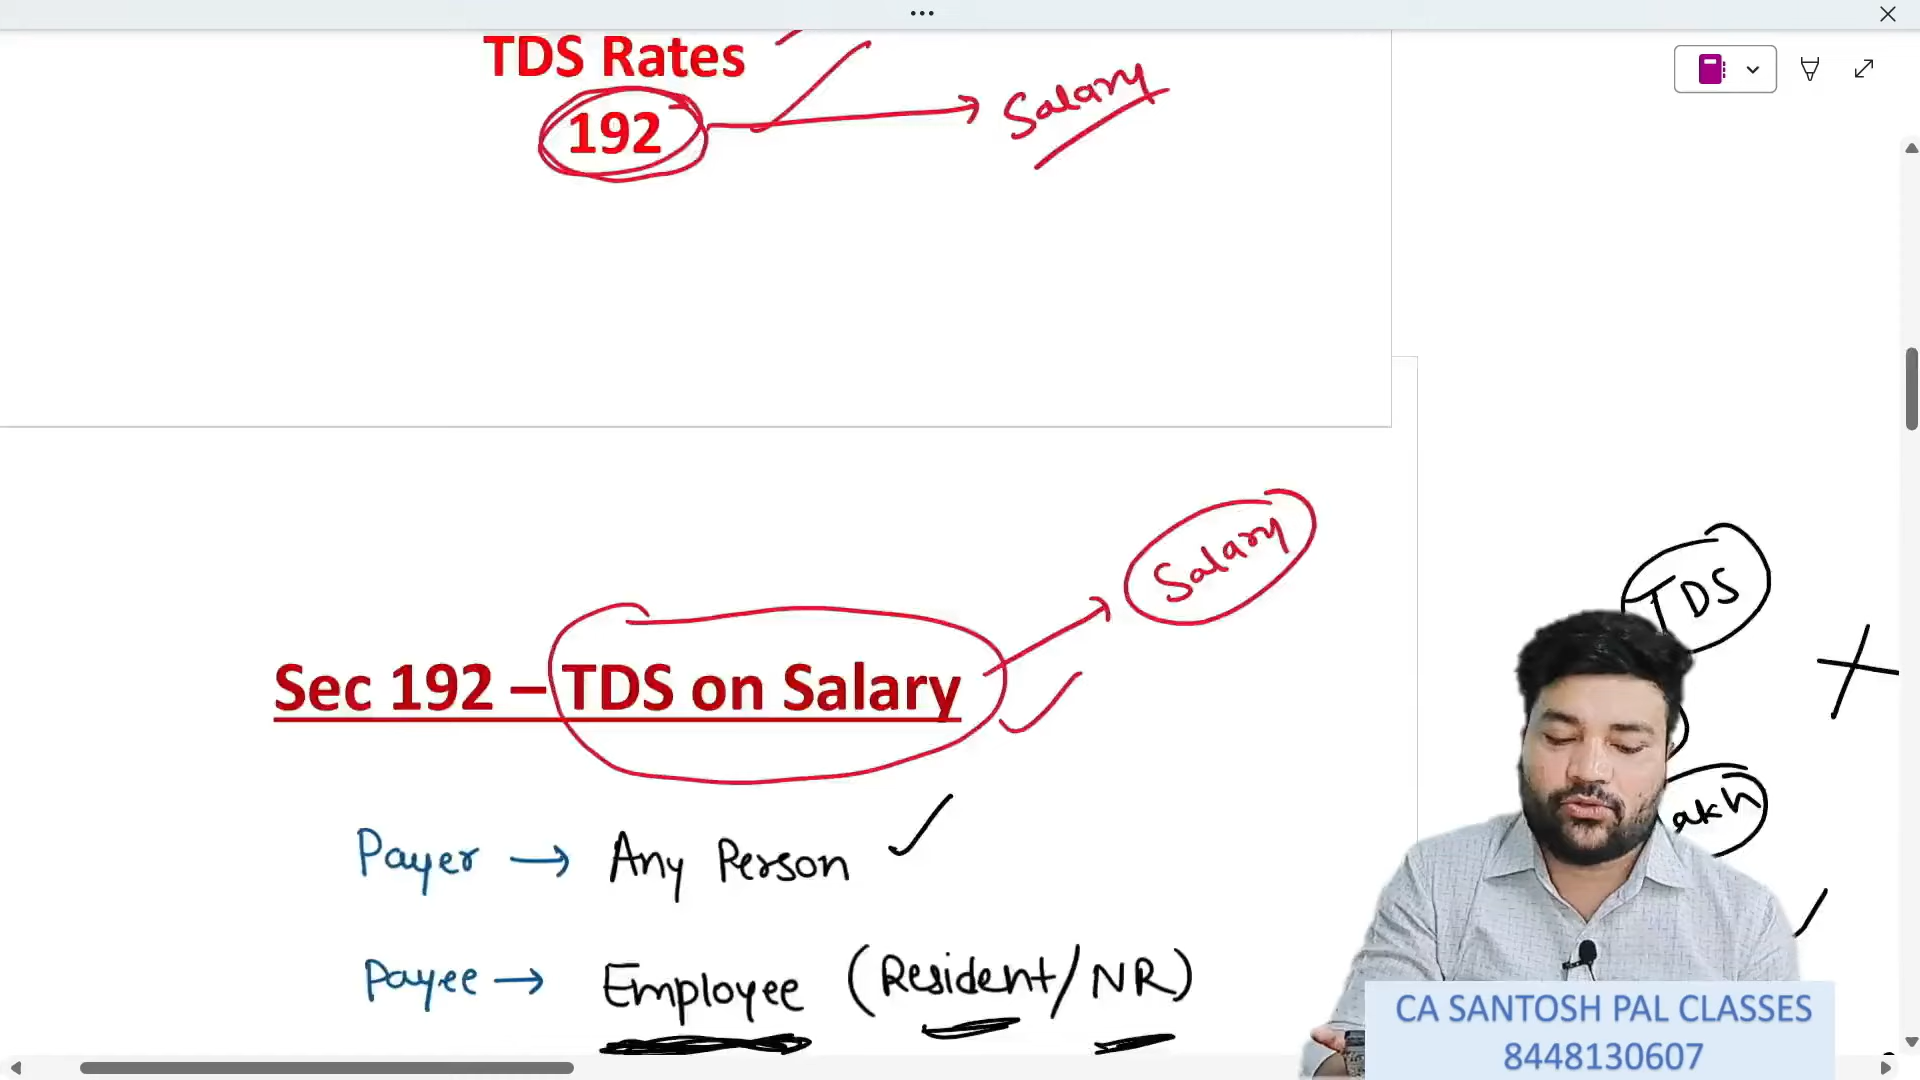 TDS Rates
192
Salary
Salary
Sec 192 – TDS on Salary
TDS
Payer → Any Person
Payee → Employee (Resident/NR)
CA SANTOSH PAL CLASSES
8448130607